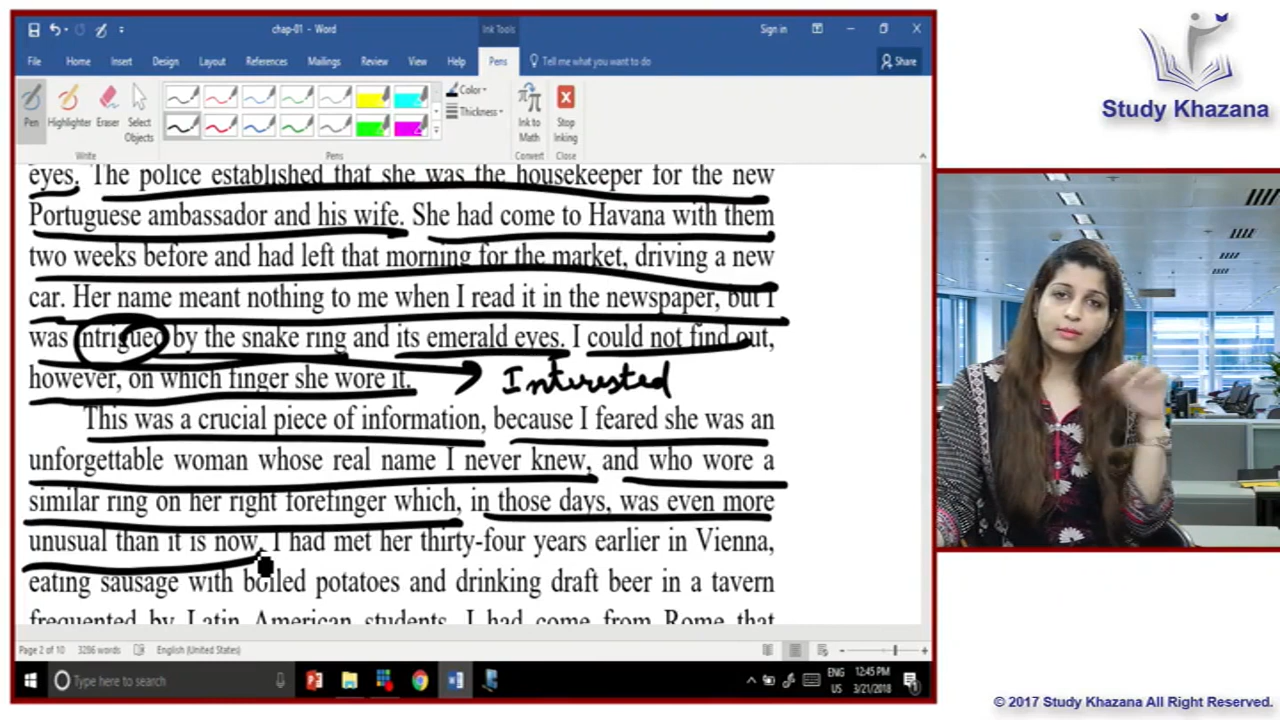 chap-01 - Word
Ink Tools
Sign in
File Home Insert Design Layout References Mailings Review View Help Pens Tell me what you want to do Share
Pen Highlighter Eraser Select Objects
Color
Thickness
Ink to Math
Stop Inking
Write Pens Convert Close
Study Khazana
eyes. The police established that she was the housekeeper for the new
Portuguese ambassador and his wife. She had come to Havana with them
two weeks before and had left that morning for the market, driving a new
car. Her name meant nothing to me when I read it in the newspaper, but I
was intrigued by the snake ring and its emerald eyes. I could not find out,
however, on which finger she wore it.
Interested
This was a crucial piece of information, because I feared she was an
unforgettable woman whose real name I never knew, and who wore a
similar ring on her right forefinger which, in those days, was even more
unusual than it is now. I had met her thirty-four years earlier in Vienna,
eating sausage with boiled potatoes and drinking draft beer in a tavern
frequented by Latin American students. I had come from Rome that
Page 2 of 10 3286 words English (United States)
Type here to search
ENG US
12:45 PM
3/21/2018
© 2017 Study Khazana All Right Reserved.